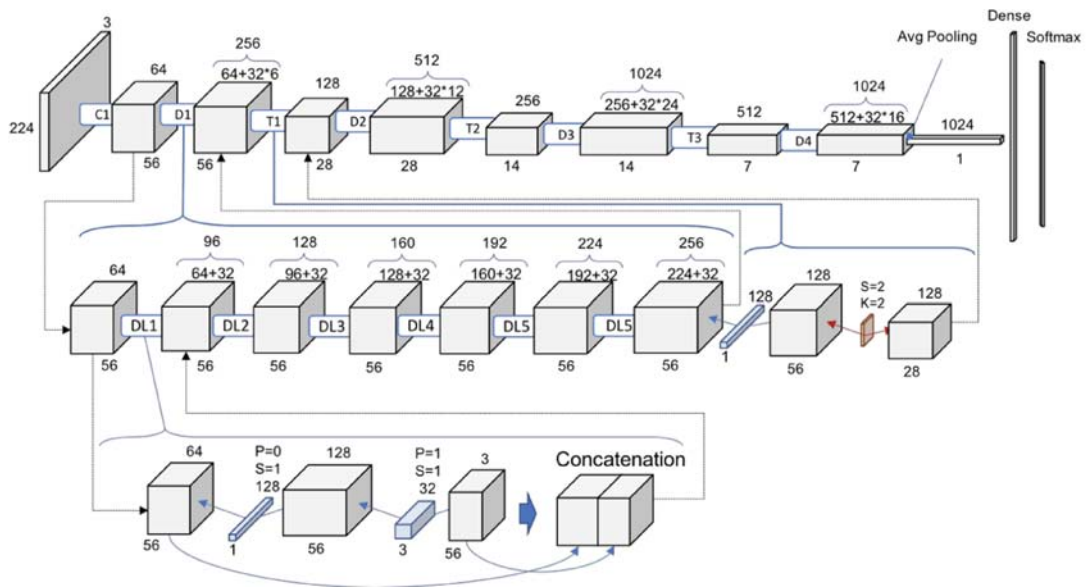 Dense
3
Avg Pooling
Softmax
256
64
64+32*6
128
512
128+32*12
256
1024
256+32*24
512
1024
512+32*16
1024
224
C1
D1
T1
D2
T2
D3
T3
D4
56
56
28
28
14
14
7
7
1
96
128
160
192
224
256
64
64+32
96+32
128+32
160+32
192+32
224+32
128
128
S=2
K=2
128
DL1
DL2
DL3
DL4
DL5
DL5
56
56
56
56
56
56
56
1
56
28
64
P=0
S=1
128
128
P=1
S=1
32
3
Concatenation
56
1
56
3
56